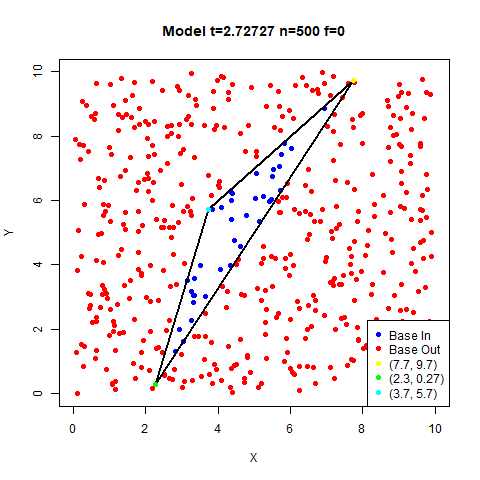 Model t=2.72727 n=500 f=0
Y
10
8
6
4
2
0
Base In
Base Out
(7.7, 9.7)
(2.3, 0.27)
(3.7, 5.7)
0 2 4 6 8 10
X